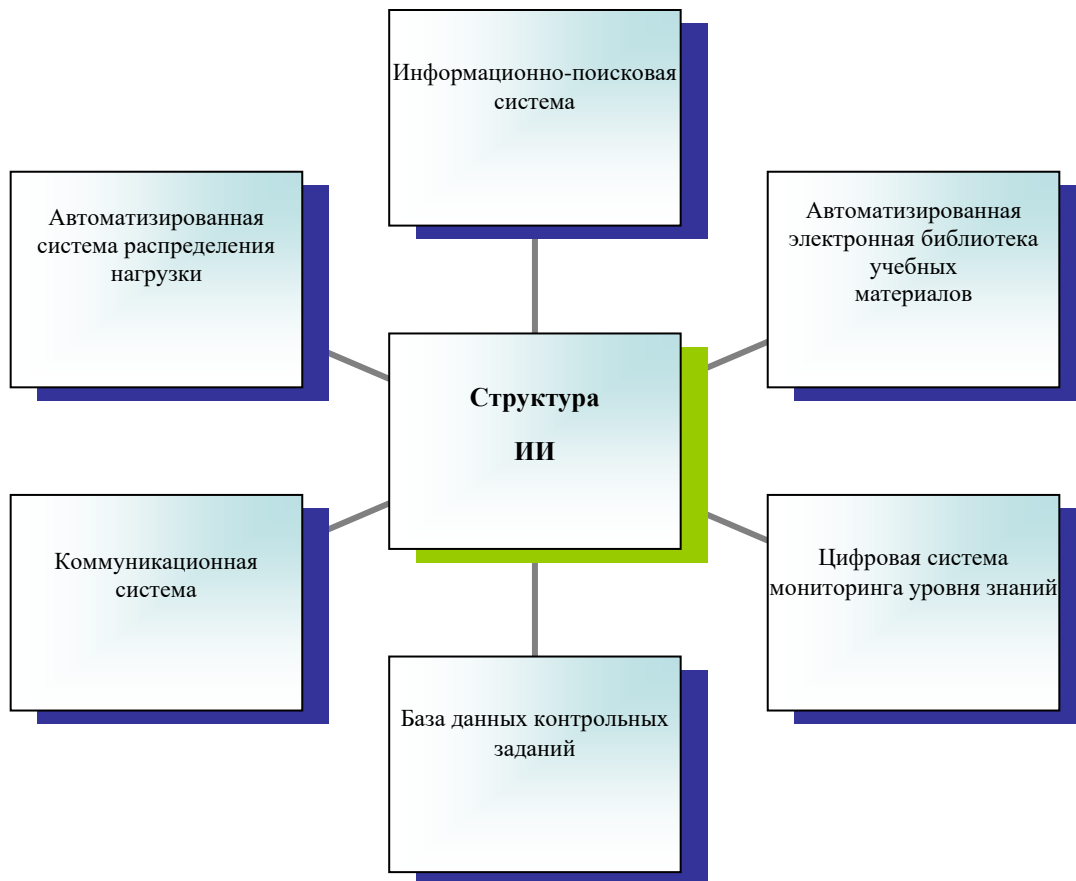 Информационно-поисковая
система
Автоматизированная
система распределения
нагрузки
Автоматизированная
электронная библиотека
учебных
материалов
Структура
ИИ
Коммуникационная
система
Цифровая система
мониторинга уровня знаний
База данных контрольных
заданий